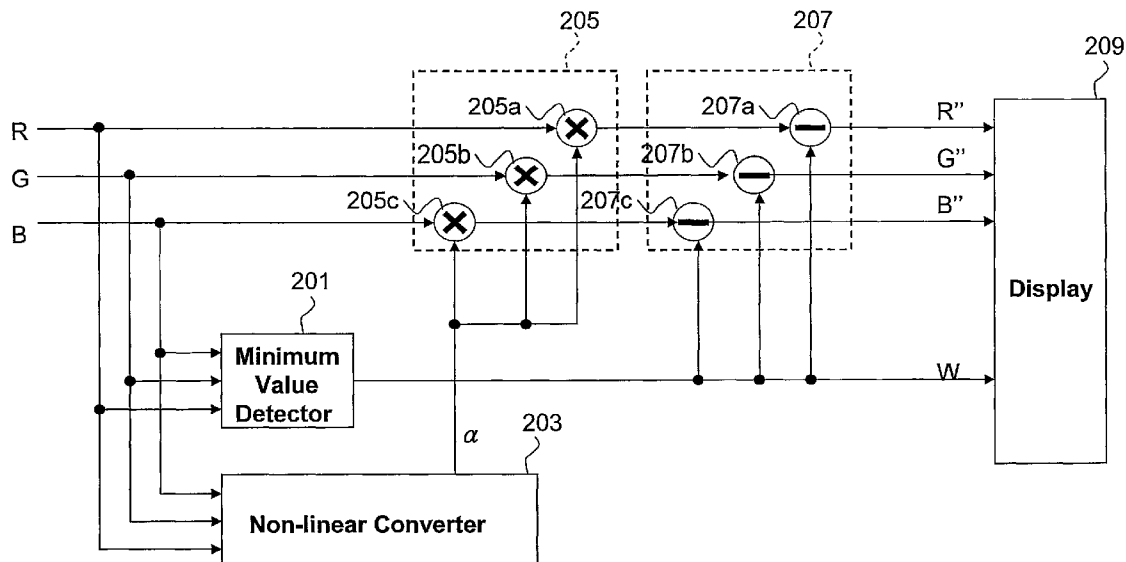 205
207
209
205a
207a
R
R''
205b
207b
G
G''
205c
207c
B
B''
201
Display
Minimum
Value
Detector
W
α
203
Non-linear Converter